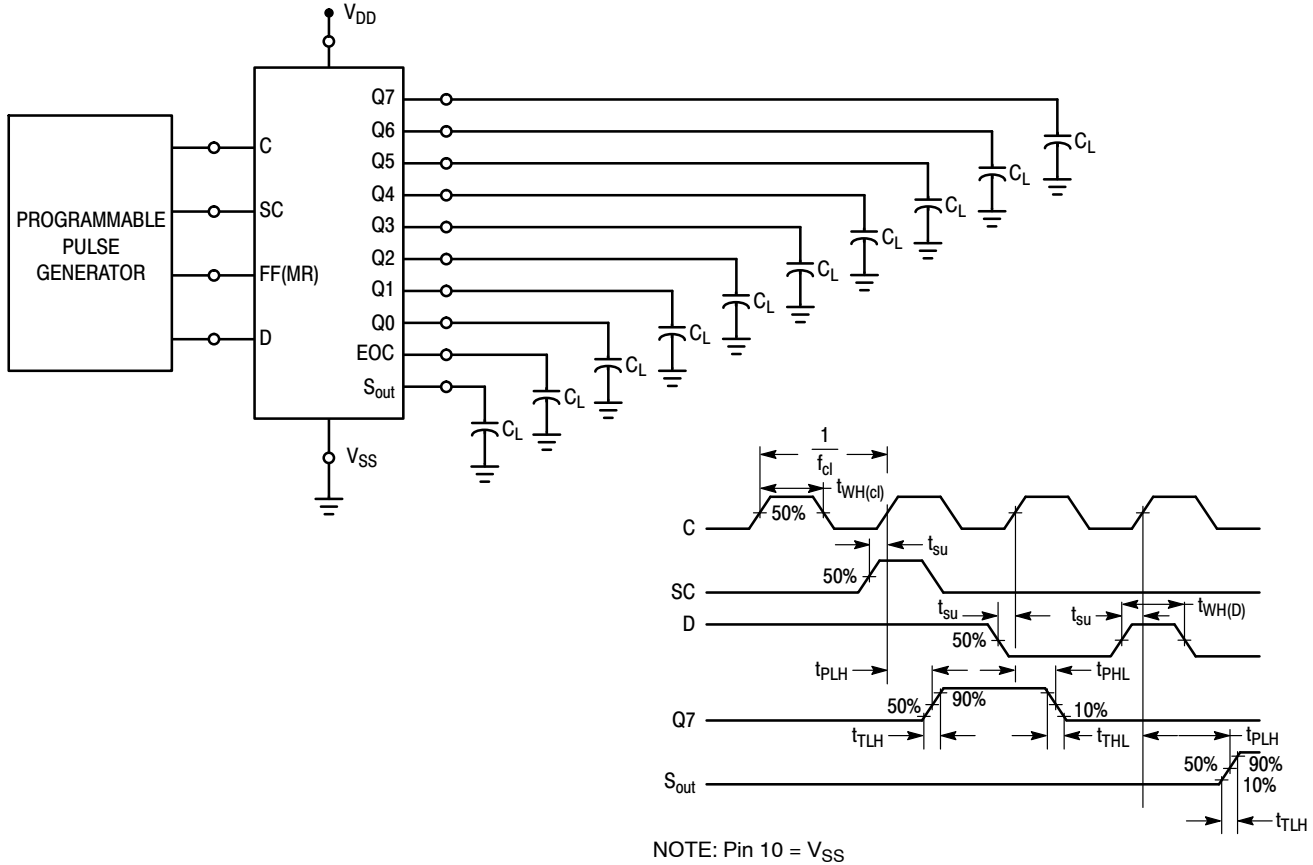 V_DD
PROGRAMMABLE
PULSE
GENERATOR
C
SC
FF(MR)
D
Q7
Q6
Q5
Q4
Q3
Q2
Q1
Q0
EOC
S_out
V_SS
C_L
C_L
C_L
C_L
C_L
C_L
C_L
C_L
C_L
C_L
1
f_cl
t_WH(cl)
C
50%
t_su
SC
50%
D
t_su
t_su
t_WH(D)
50%
t_PLH
t_PHL
Q7
50%
90%
10%
t_TLH
t_THL
t_PLH
S_out
50%
90%
10%
t_TLH
NOTE: Pin 10 = V_SS